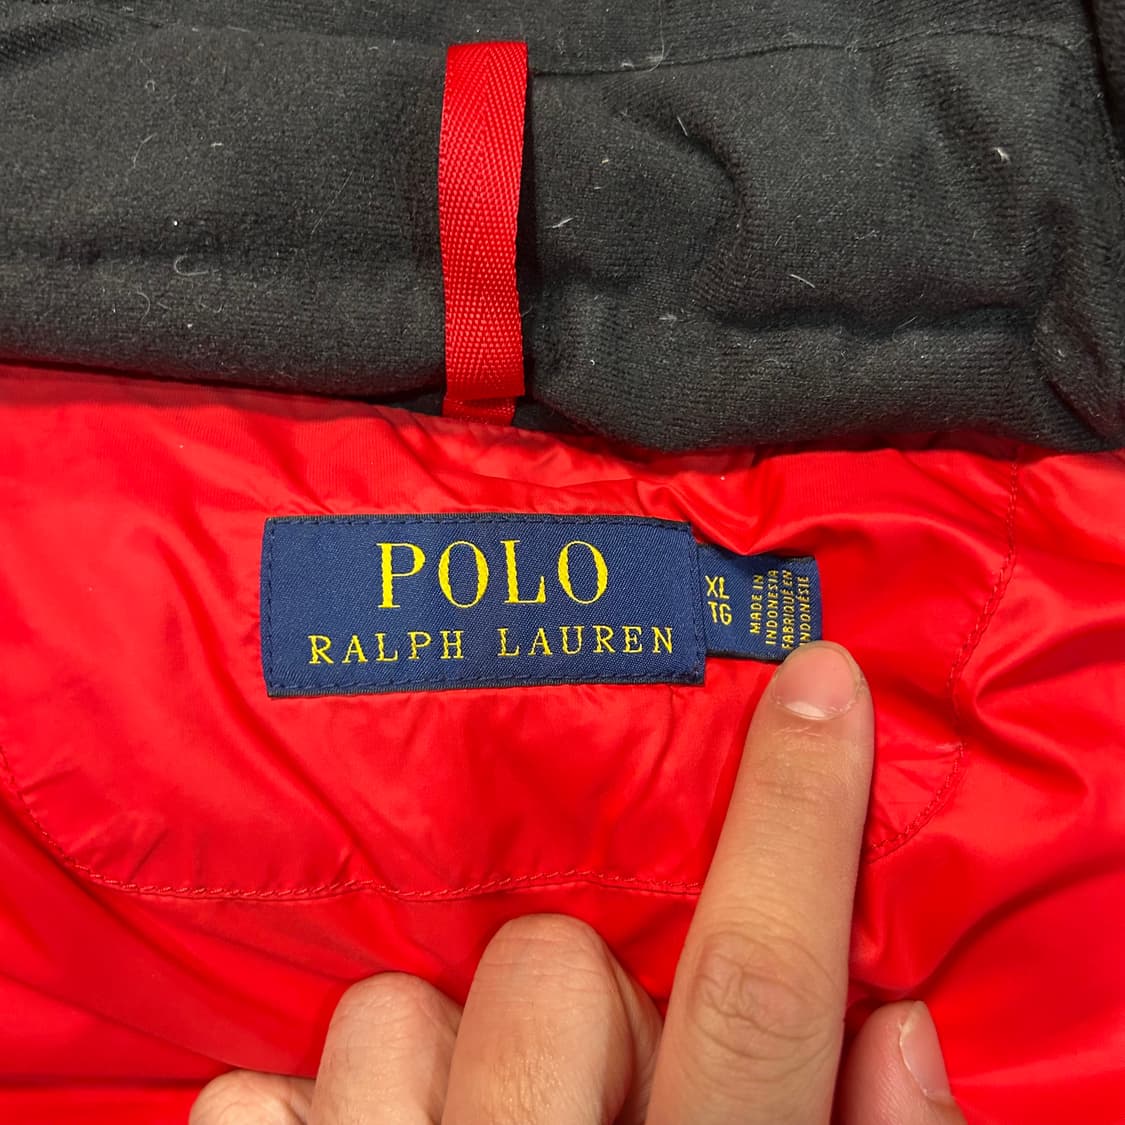 POLO
RALPH LAUREN
XL
TG
MADE IN
INDONESIA
FABRIQUÉ EN
INDONÉSIE